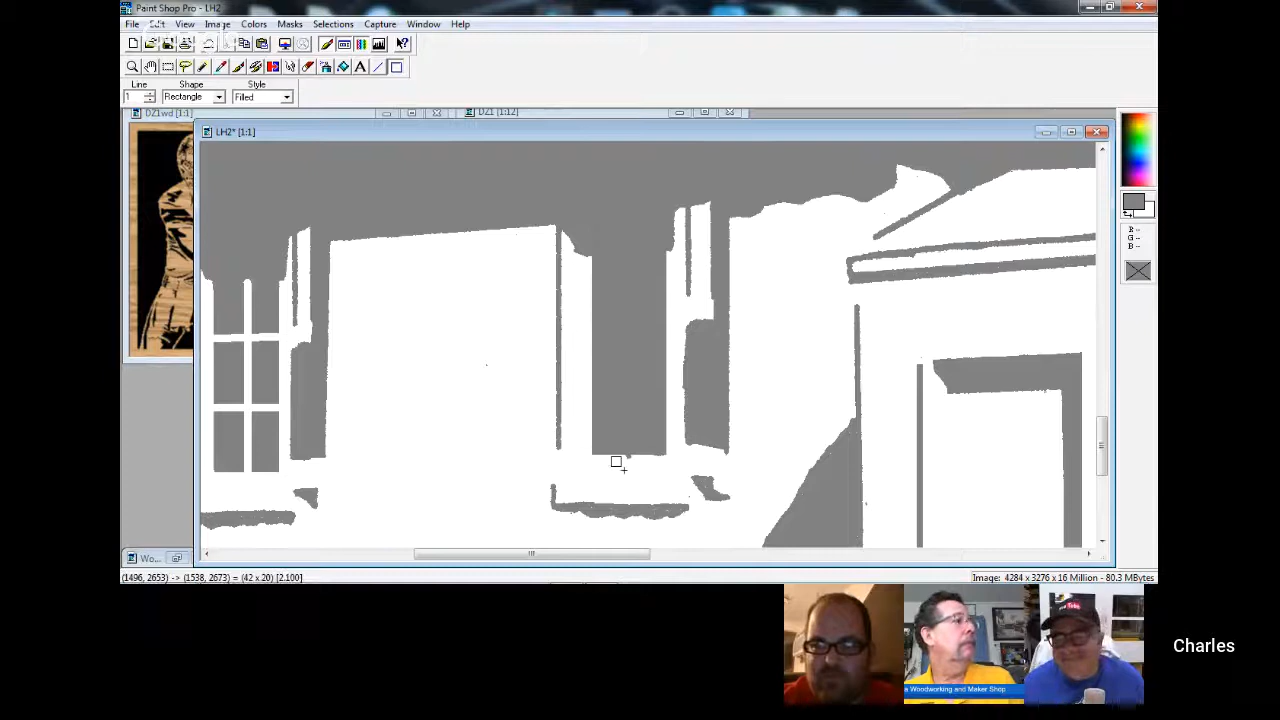 Paint Shop Pro - LH2
File Edit View Image Colors Masks Selections Capture Window Help
Line Shape Style
1 Rectangle Filled
DZ1wd [1:1] DZ1 [1:12]
LH2* [1:1]
R --
G --
B --
Wo...
(1496, 2653) -> (1538, 2673) = (42 x 20) [2.100] Image: 4284 x 3276 x 16 Million - 80.3 MBytes
a Woodworking and Maker Shop
Charles